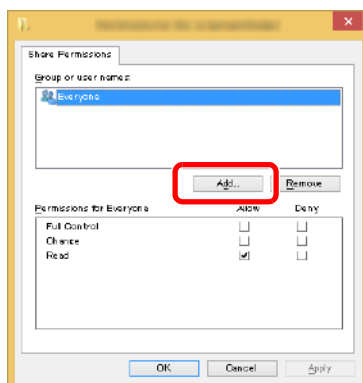 Share Permissions
Group or user names:
Everyone
Add...
Remove
Permissions for Everyone Allow Deny
Full Control
Change
Read
OK Cancel Apply